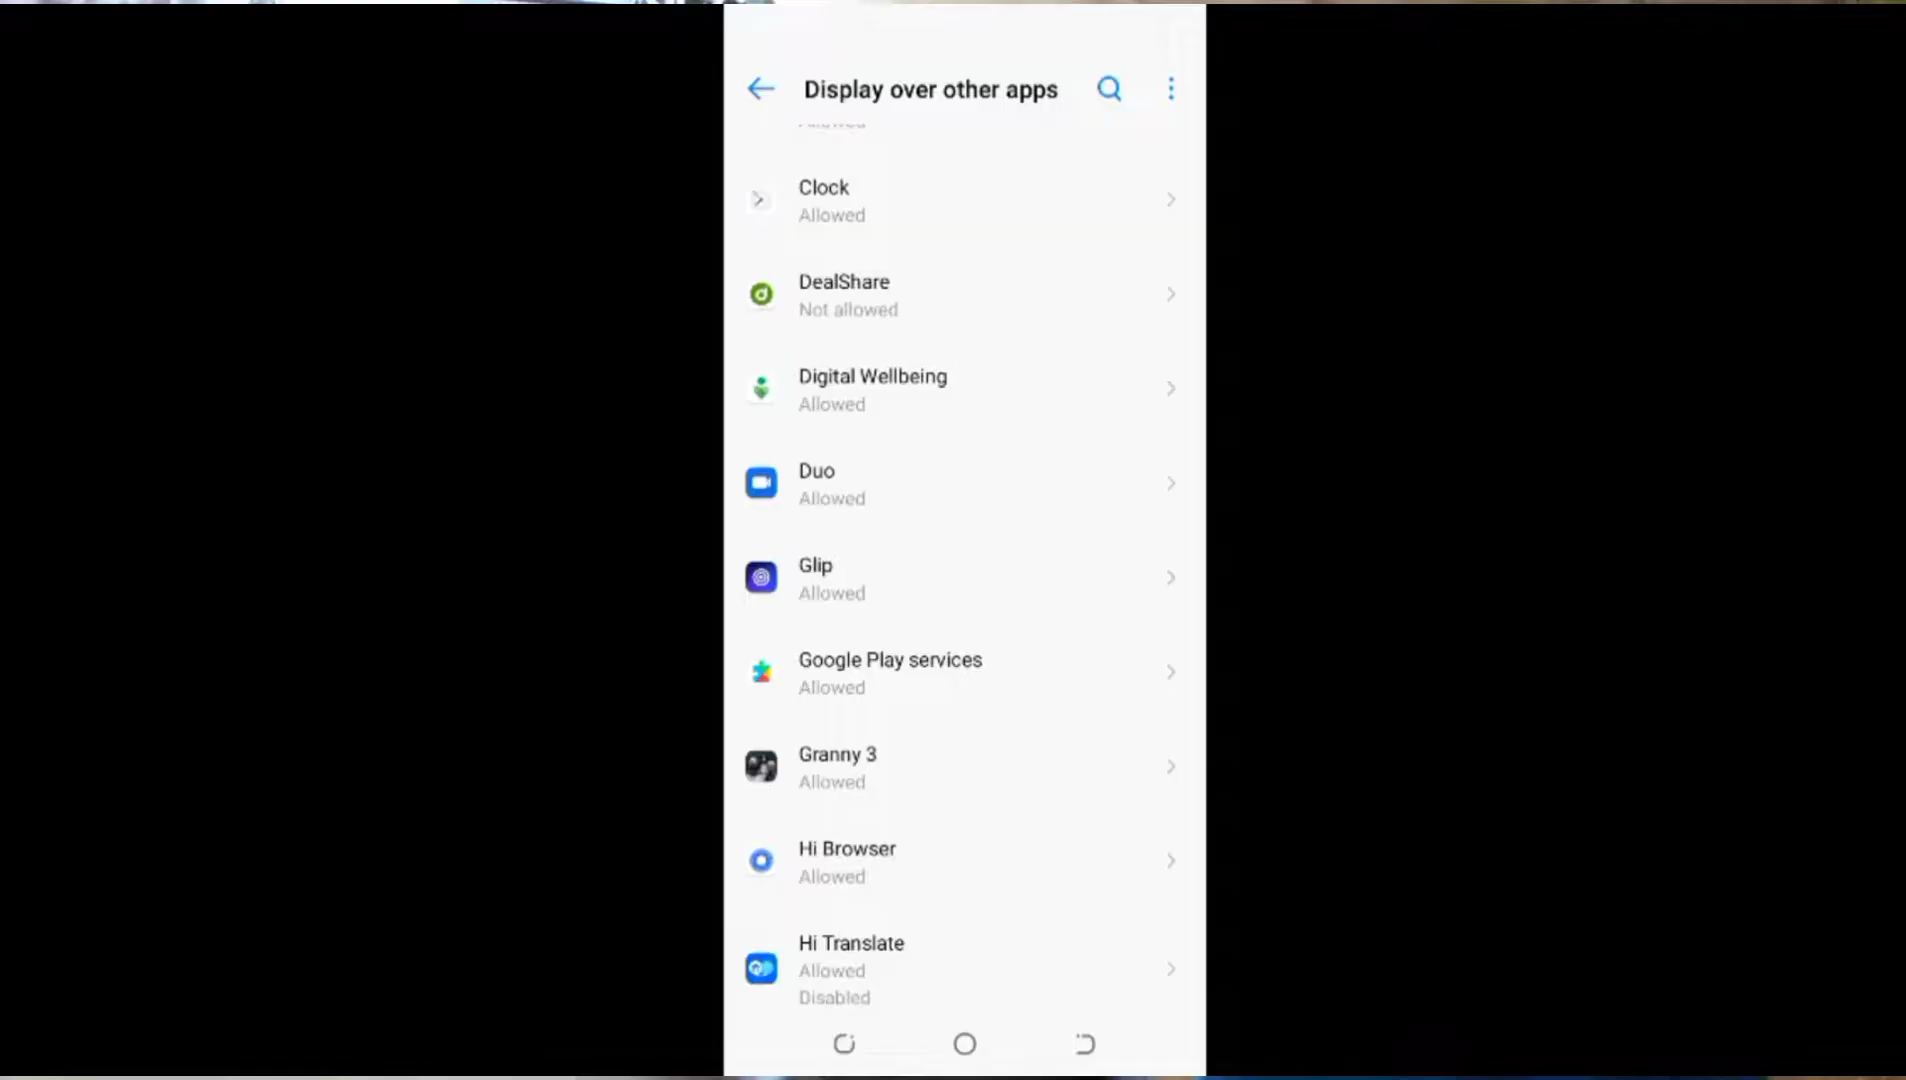 Display over other apps
Clock
Allowed
DealShare
Not allowed
Digital Wellbeing
Allowed
Duo
Allowed
Glip
Allowed
Google Play services
Allowed
Granny 3
Allowed
Hi Browser
Allowed
Hi Translate
Allowed
Disabled